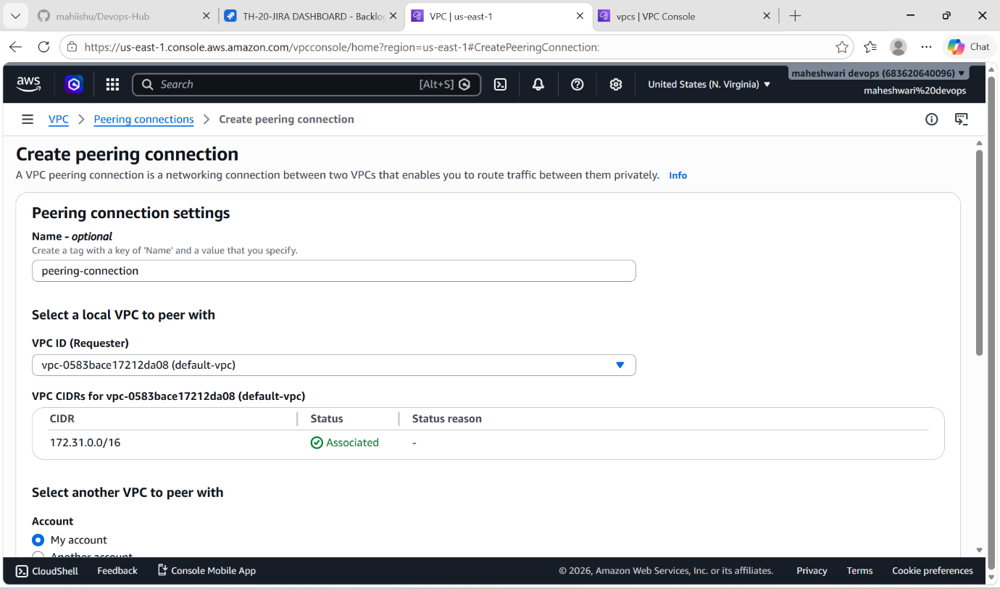 mahiishu/Devops-Hub
TH-20-JIRA DASHBOARD - Backlog
VPC | us-east-1
vpcs | VPC Console
https://us-east-1.console.aws.amazon.com/vpcconsole/home?region=us-east-1#CreatePeeringConnection:
Chat
aws
Search [Alt+S]
United States (N. Virginia)
maheshwari devops (683620640096)
maheshwari%20devops
VPC > Peering connections > Create peering connection
Create peering connection
A VPC peering connection is a networking connection between two VPCs that enables you to route traffic between them privately. Info
Peering connection settings
Name - optional
Create a tag with a key of 'Name' and a value that you specify.
peering-connection
Select a local VPC to peer with
VPC ID (Requester)
vpc-0583bace17212da08 (default-vpc)
VPC CIDRs for vpc-0583bace17212da08 (default-vpc)
CIDR Status Status reason
172.31.0.0/16 Associated -
Select another VPC to peer with
Account
My account
Another account
CloudShell Feedback Console Mobile App © 2026, Amazon Web Services, Inc. or its affiliates. Privacy Terms Cookie preferences